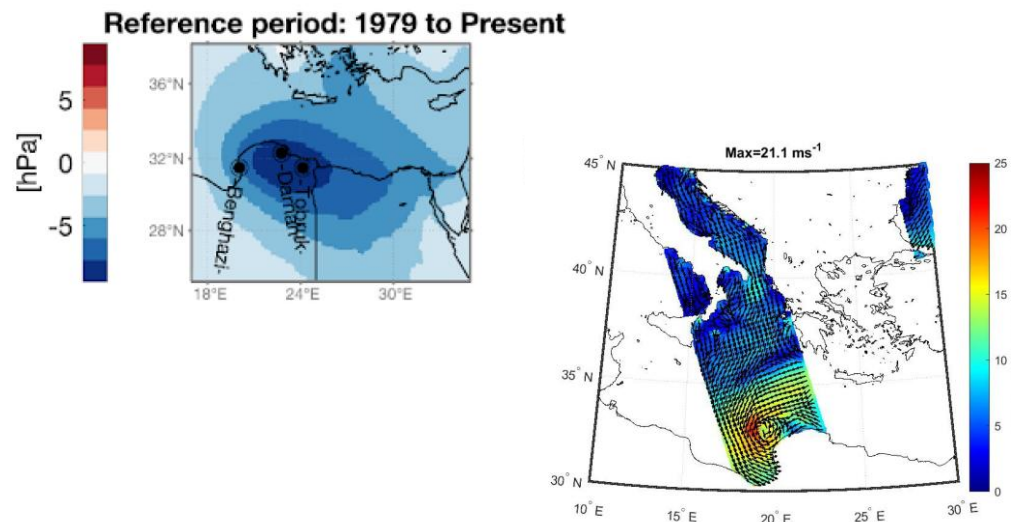 Reference period: 1979 to Present
[hPa]
5
0
-5
36°N
32°N
28°N
18°E
24°E
30°E
Benghazi-
-Darnah
-Tobruk-
Max=21.1 ms⁻¹
45° N
40° N
35° N
30° N
10° E
15° E
20° E
25° E
30° E
25
20
15
10
5
0